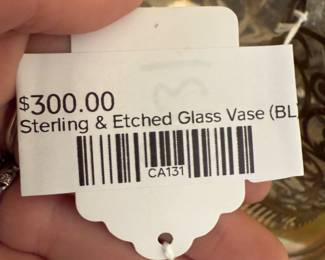 $300.00
Sterling & Etched Glass Vase (BL)
CA131